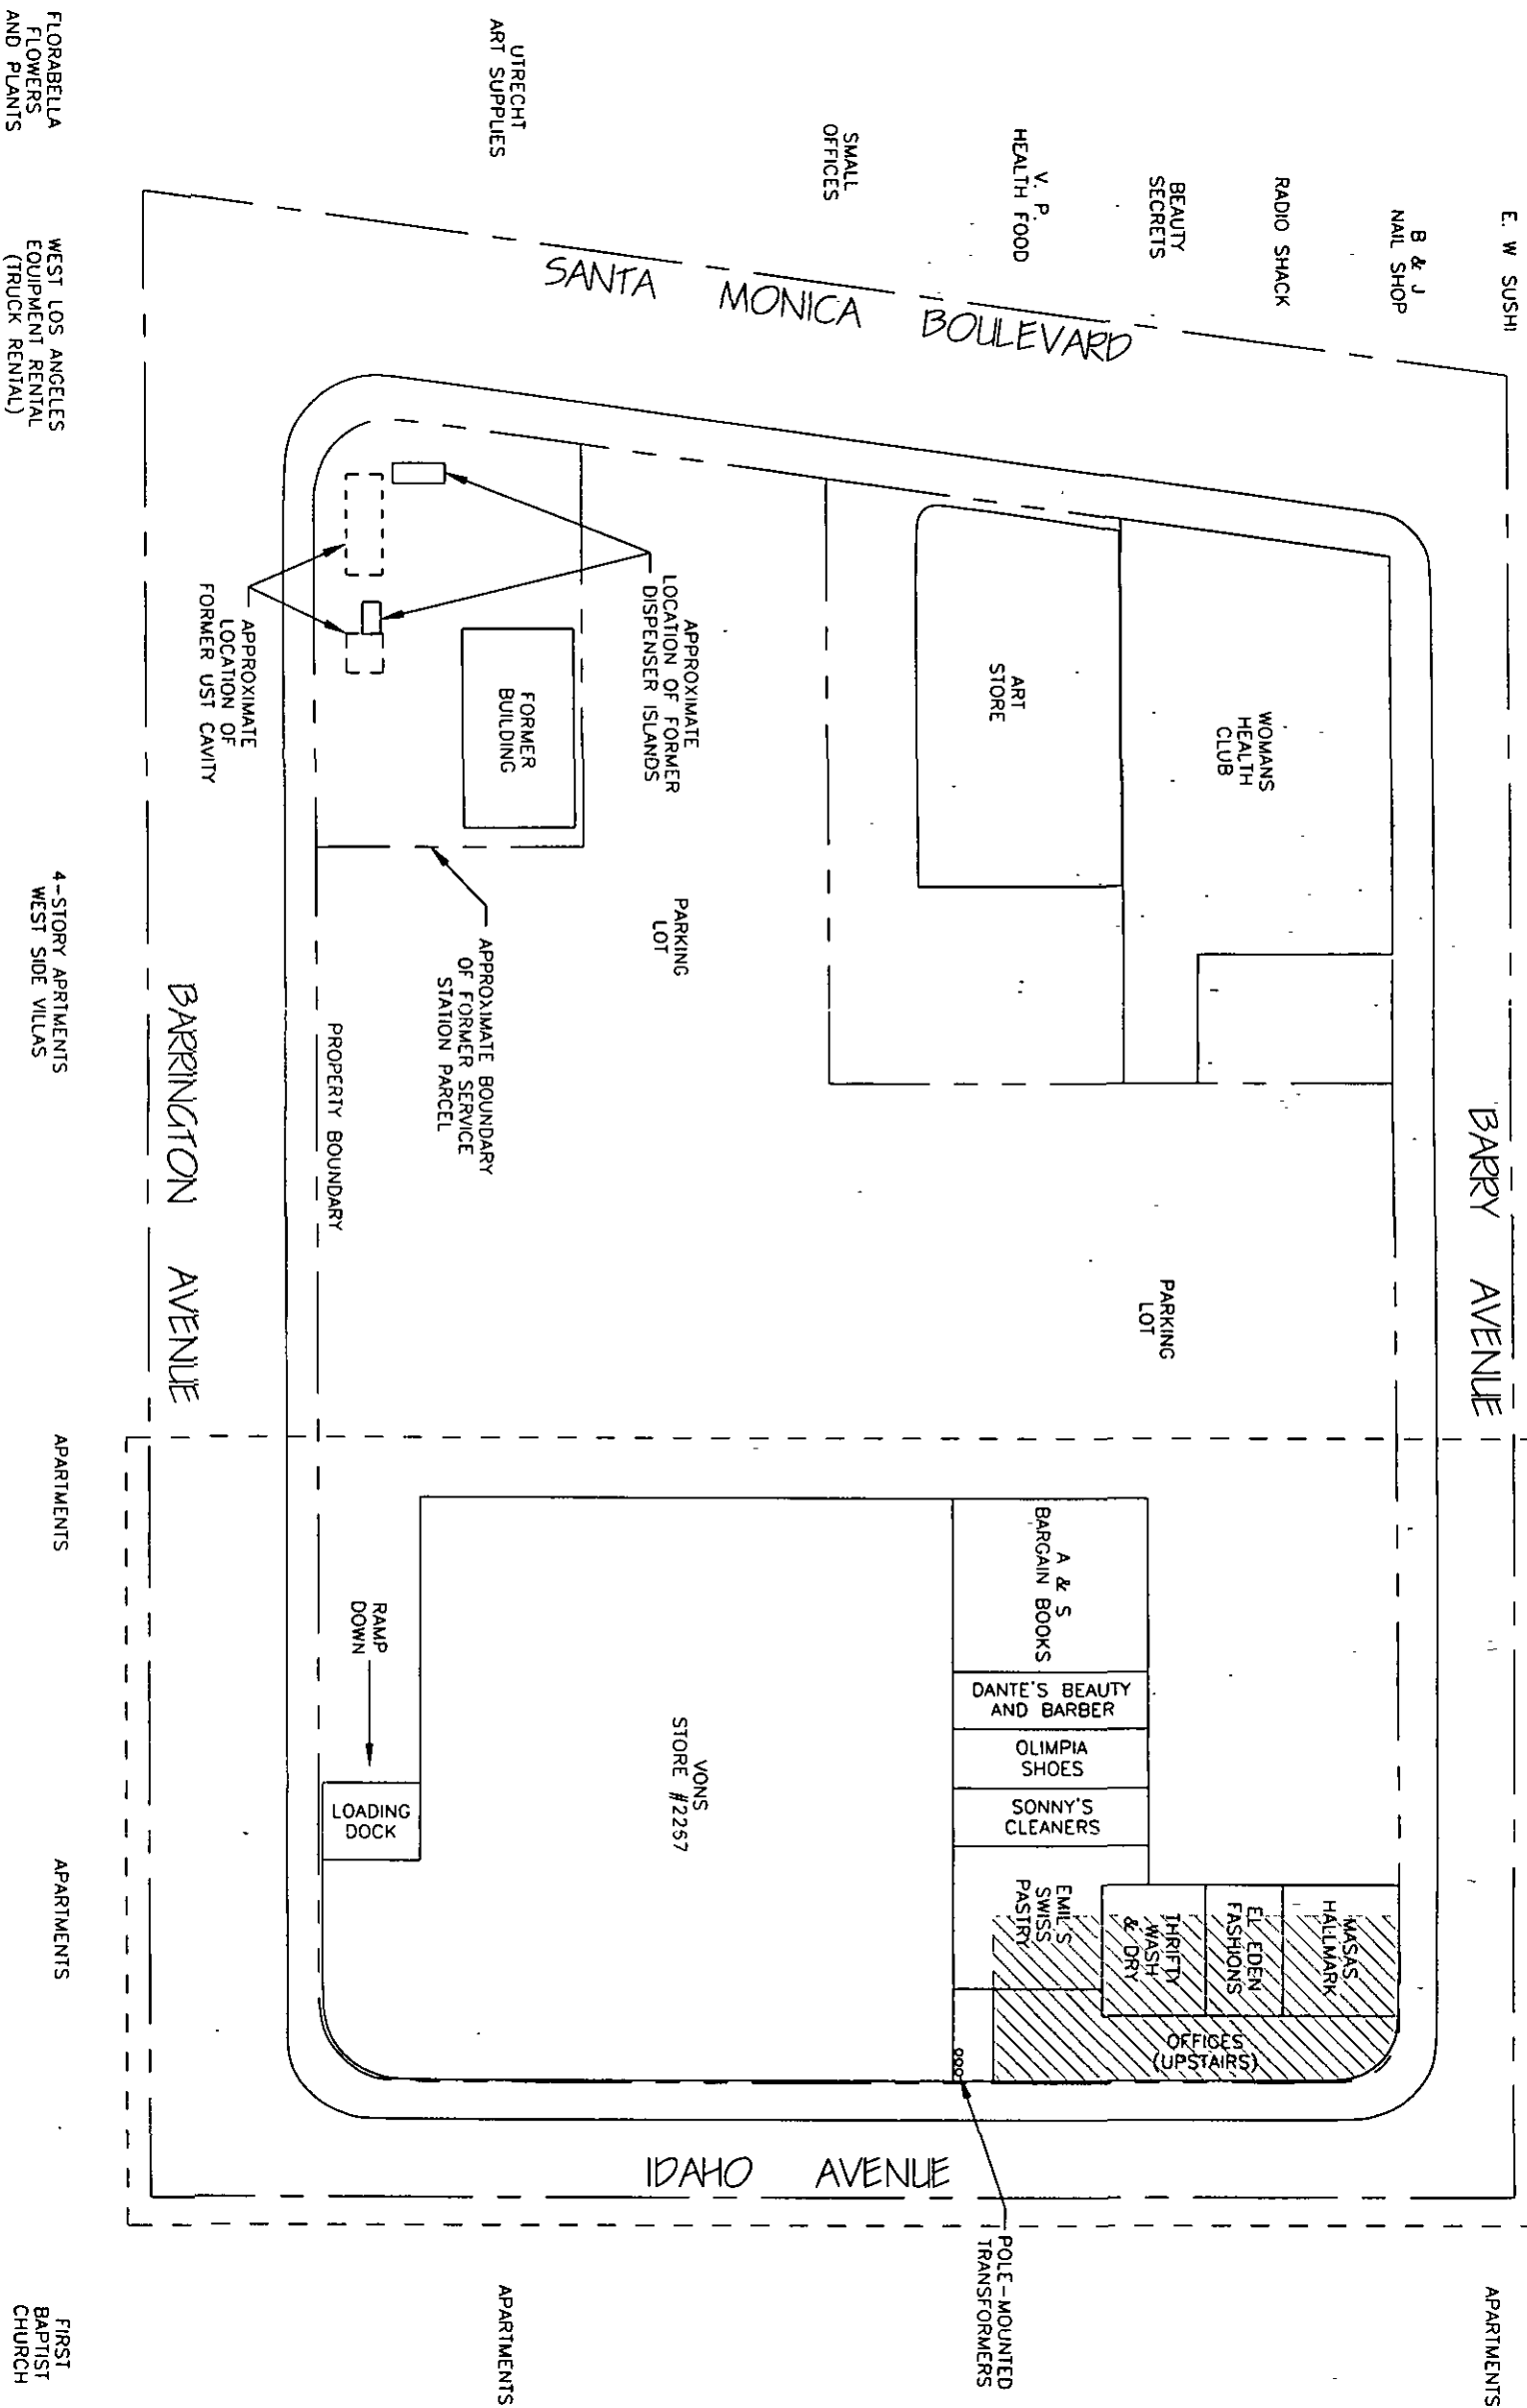 E. W SUSHI
B & J
NAIL SHOP
RADIO SHACK
BEAUTY
SECRETS
V. P.
HEALTH FOOD
SMALL
OFFICES
UTRECHT
ART SUPPLIES
FLORABELLA
FLOWERS
AND PLANTS
WEST LOS ANGELES
EQUIPMENT RENTAL
(TRUCK RENTAL)
SANTA MONICA BOULEVARD
WOMANS
HEALTH
CLUB
ART
STORE
APPROXIMATE
LOCATION OF FORMER
DISPENSER ISLANDS
FORMER
BUILDING
APPROXIMATE
LOCATION OF
FORMER UST CAVITY
PARKING
LOT
APPROXIMATE BOUNDARY
OF FORMER SERVICE
STATION PARCEL
PROPERTY BOUNDARY
4-STORY APRTMENTS
WEST SIDE VILLAS
BARRINGTON AVENUE
BARRY AVENUE
PARKING
LOT
APARTMENTS
A & S
BARGAIN BOOKS
DANTE'S BEAUTY
AND BARBER
OLIMPIA
SHOES
SONNY'S
CLEANERS
EMIL'S
SWISS
PASTRY
THRIFTY
WASH
& DRY
EL EDEN
FASHIONS
MASAS
HALLMARK
OFFICES
(UPSTAIRS)
VONS
STORE #2267
RAMP
DOWN
LOADING
DOCK
APARTMENTS
IDAHO AVENUE
POLE-MOUNTED
TRANSFORMERS
APARTMENTS
APARTMENTS
FIRST
BAPTIST
CHURCH